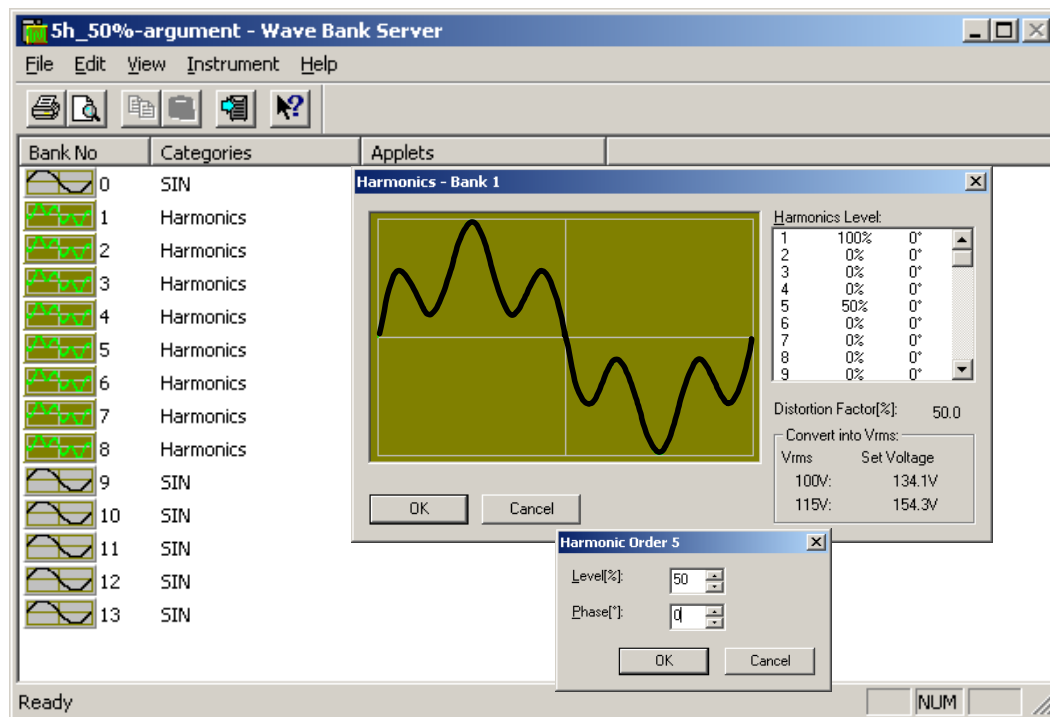 5h_50%-argument - Wave Bank Server
File Edit View Instrument Help
Bank No Categories Applets
0 SIN
1 Harmonics
2 Harmonics
3 Harmonics
4 Harmonics
5 Harmonics
6 Harmonics
7 Harmonics
8 Harmonics
9 SIN
10 SIN
11 SIN
12 SIN
13 SIN
Harmonics - Bank 1
Harmonics Level:
1 100% 0°
2 0% 0°
3 0% 0°
4 0% 0°
5 50% 0°
6 0% 0°
7 0% 0°
8 0% 0°
9 0% 0°
Distortion Factor[%]: 50.0
Convert into Vrms:
Vrms Set Voltage
100V: 134.1V
115V: 154.3V
OK Cancel
Harmonic Order 5
Level[%]: 50
Phase[°]: 0
OK Cancel
Ready NUM